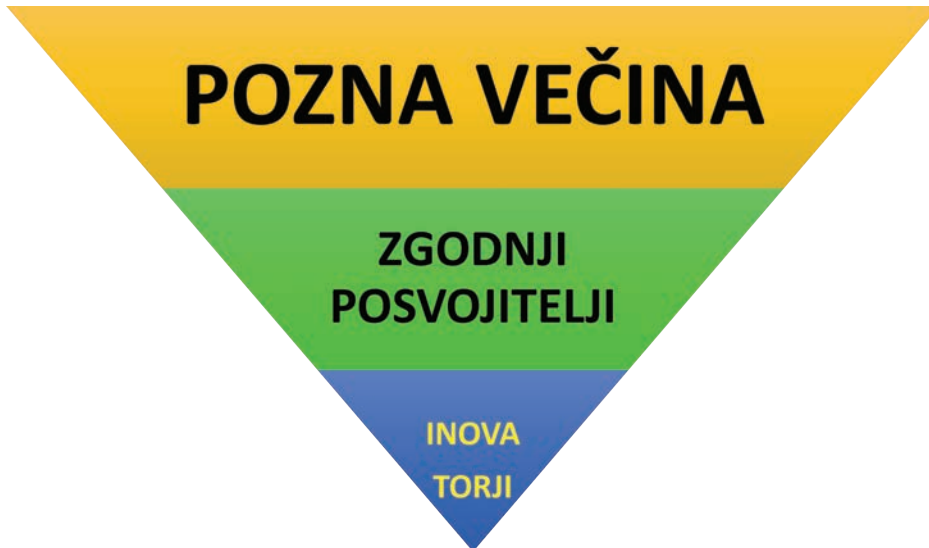 POZNA VEČINA
ZGODNJI
POSVOJITELJI
INOVA
TORJI